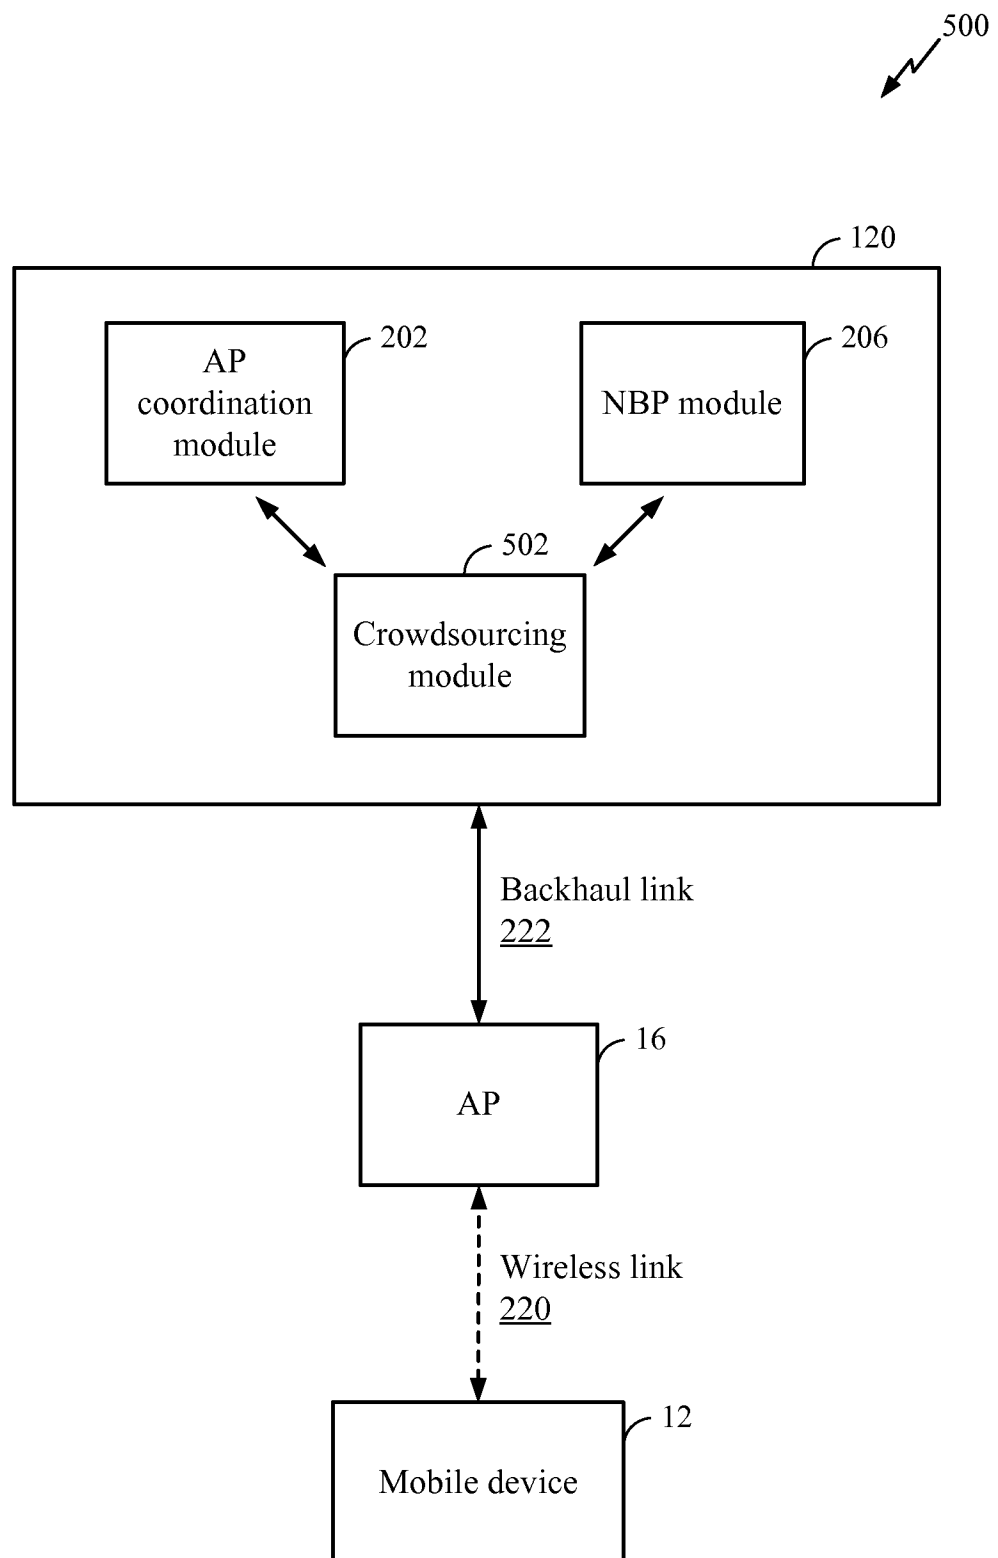 500
120
202
206
AP
coordination
module
NBP module
502
Crowdsourcing
module
Backhaul link
222
16
AP
Wireless link
220
12
Mobile device